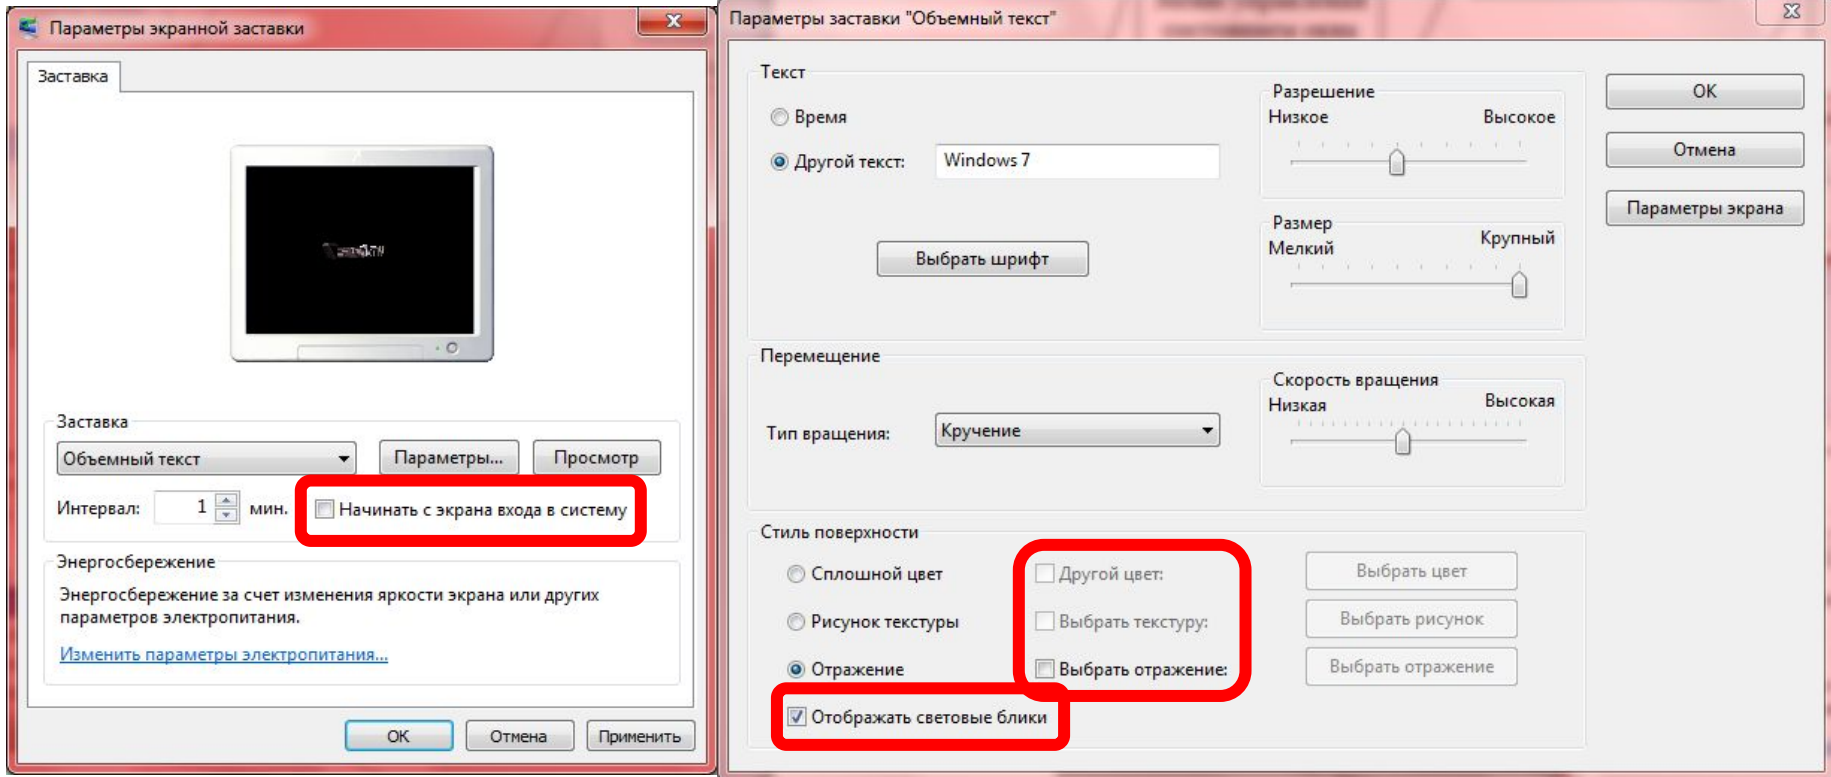 Параметры экранной заставки
Заставка
Заставка
Объемный текст
Параметры...
Просмотр
Интервал:
1
мин.
Начинать с экрана входа в систему
Энергосбережение
Энергосбережение за счет изменения яркости экрана или других
параметров электропитания.
Изменить параметры электропитания...
ОК
Отмена
Применить
Параметры заставки "Объемный текст"
Текст
Время
Другой текст:
Windows 7
Выбрать шрифт
Разрешение
Низкое
Высокое
Размер
Мелкий
Крупный
ОК
Отмена
Параметры экрана
Перемещение
Тип вращения:
Кручение
Скорость вращения
Низкая
Высокая
Стиль поверхности
Сплошной цвет
Другой цвет:
Выбрать цвет
Рисунок текстуры
Выбрать текстуру:
Выбрать рисунок
Отражение
Выбрать отражение:
Выбрать отражение
Отображать световые блики